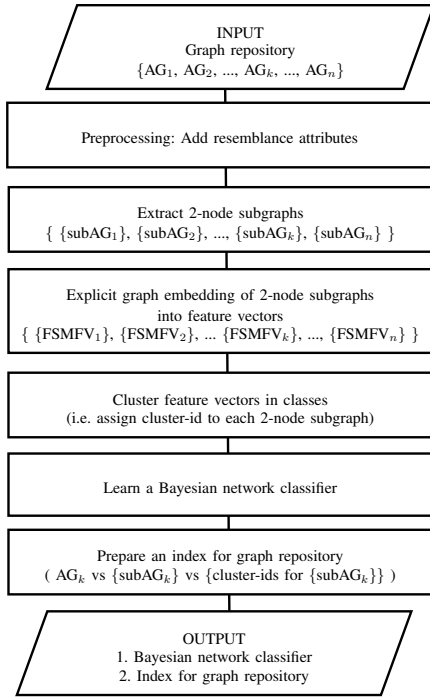 INPUT
Graph repository
{AG₁, AG₂, ..., AGₖ, ..., AGₙ}
Preprocessing: Add resemblance attributes
Extract 2-node subgraphs
{ {subAG₁}, {subAG₂}, ..., {subAGₖ}, {subAGₙ} }
Explicit graph embedding of 2-node subgraphs
into feature vectors
{ {FSMFV₁}, {FSMFV₂}, ... {FSMFVₖ}, ..., {FSMFVₙ} }
Cluster feature vectors in classes
(i.e. assign cluster-id to each 2-node subgraph)
Learn a Bayesian network classifier
Prepare an index for graph repository
( AGₖ vs {subAGₖ} vs {cluster-ids for {subAGₖ}} )
OUTPUT
1. Bayesian network classifier
2. Index for graph repository